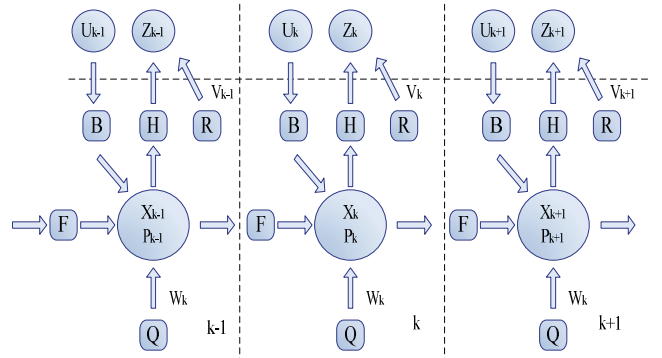 Uk-1 Zk-1 Uk Zk Uk+1 Zk+1
Vk-1 Vk Vk+1
B H R B H R B H R
F Xk-1 F Xk F Xk+1
Pk-1 Pk Pk+1
Wk Wk Wk
Q k-1 Q k Q k+1